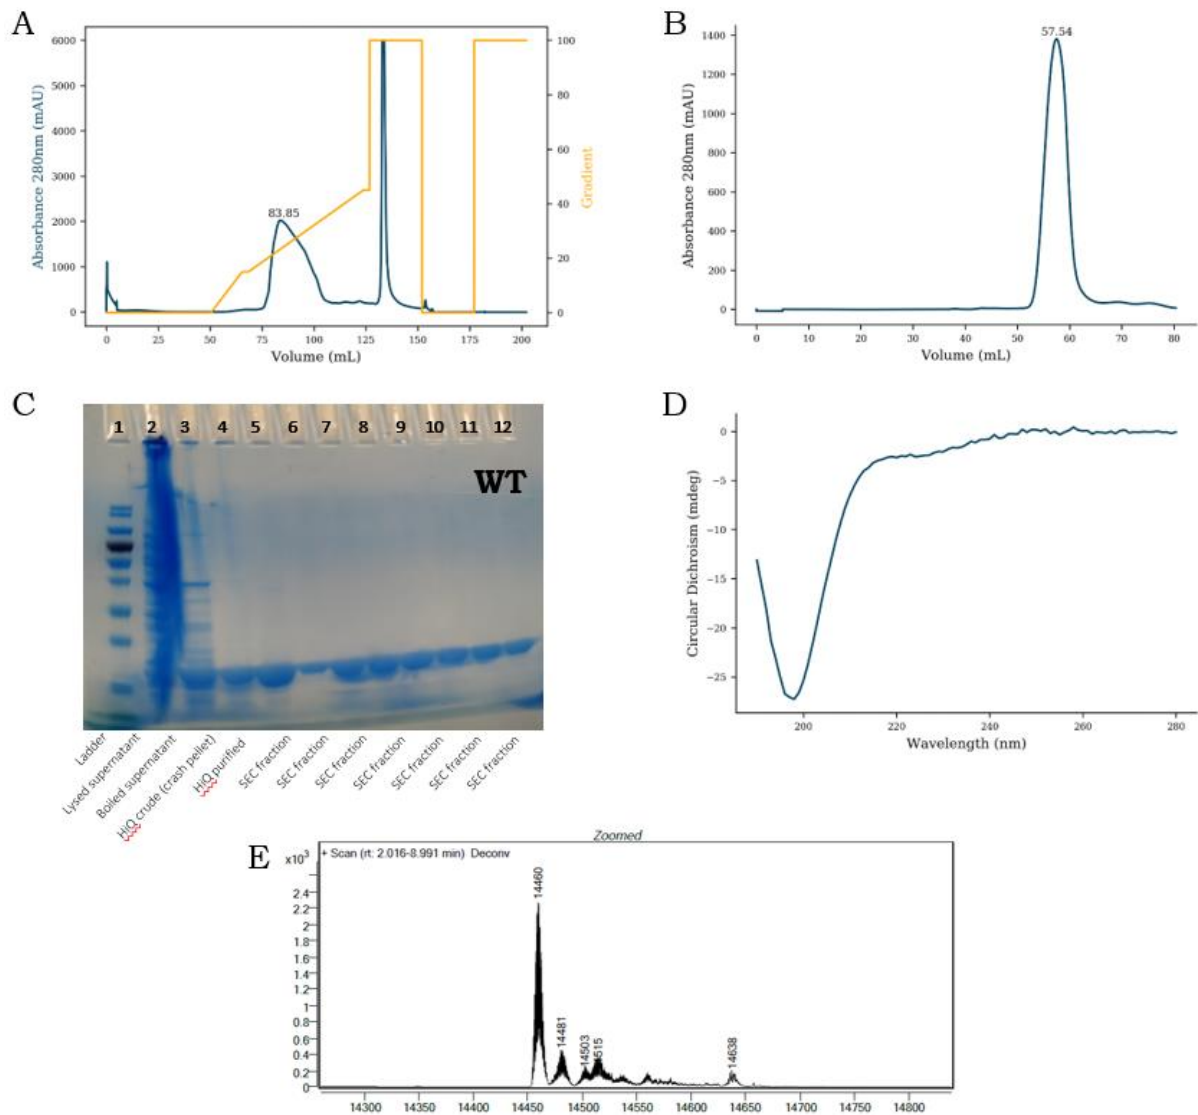 A
6000
5000
4000
3000
2000
1000
0
Absorbance 280nm (mAU)
83.85
100
80
60
40
20
0
Gradient
0 25 50 75 100 125 150 175 200
Volume (mL)
B
1400
1200
1000
800
600
400
200
0
Absorbance 280nm (mAU)
57.54
0 10 20 30 40 50 60 70 80
Volume (mL)
C
1 2 3 4 5 6 7 8 9 10 11 12
WT
Ladder
Lysed supernatant
Boiled supernatant
HiQ crude (crash pellet)
HiQ purified
SEC fraction
SEC fraction
SEC fraction
SEC fraction
SEC fraction
SEC fraction
SEC fraction
D
0
−5
−10
−15
−20
−25
Circular Dichroism (mdeg)
200 220 240 260 280
Wavelength (nm)
E
Zoomed
x10³
+ Scan (rt: 2.016-8.991 min) Deconv
2.4
2.2
2
1.8
1.6
1.4
1.2
1
0.8
0.6
0.4
0.2
0
14460
14481
14503
14638
14300 14350 14400 14450 14500 14550 14600 14650 14700 14750 14800